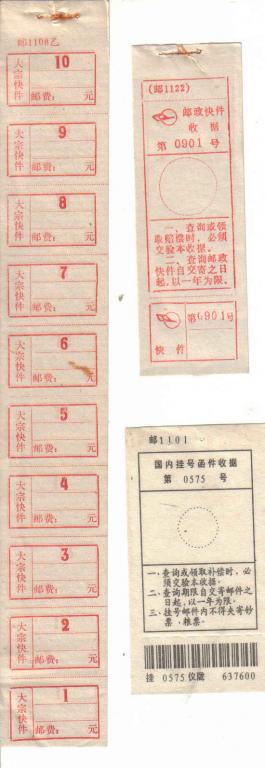 邮1108乙
大宗快件
10
邮费: 元
大宗快件
9
邮费: 元
大宗快件
8
邮费: 元
大宗快件
7
邮费: 元
大宗快件
6
邮费: 元
大宗快件
5
邮费: 元
大宗快件
4
邮费: 元
大宗快件
3
邮费: 元
大宗快件
2
邮费: 元
大宗快件
1
邮费: 元
(邮1122)
邮政快件
收据
第 0901 号
一、查询或领
取赔偿时，必须
交验本收据。
二、查询邮政
快件自交寄之日
起，以一年为限。
第0901号
快件
邮1101
国内挂号函件收据
第 0575 号
一、查询或领取补偿时，必
须交验本收据。
二、查询期限自交寄邮件之
日起，以一年为限。
三、挂号邮件内不得夹寄钞
票、粮票。
挂 0575 仪陇 637600